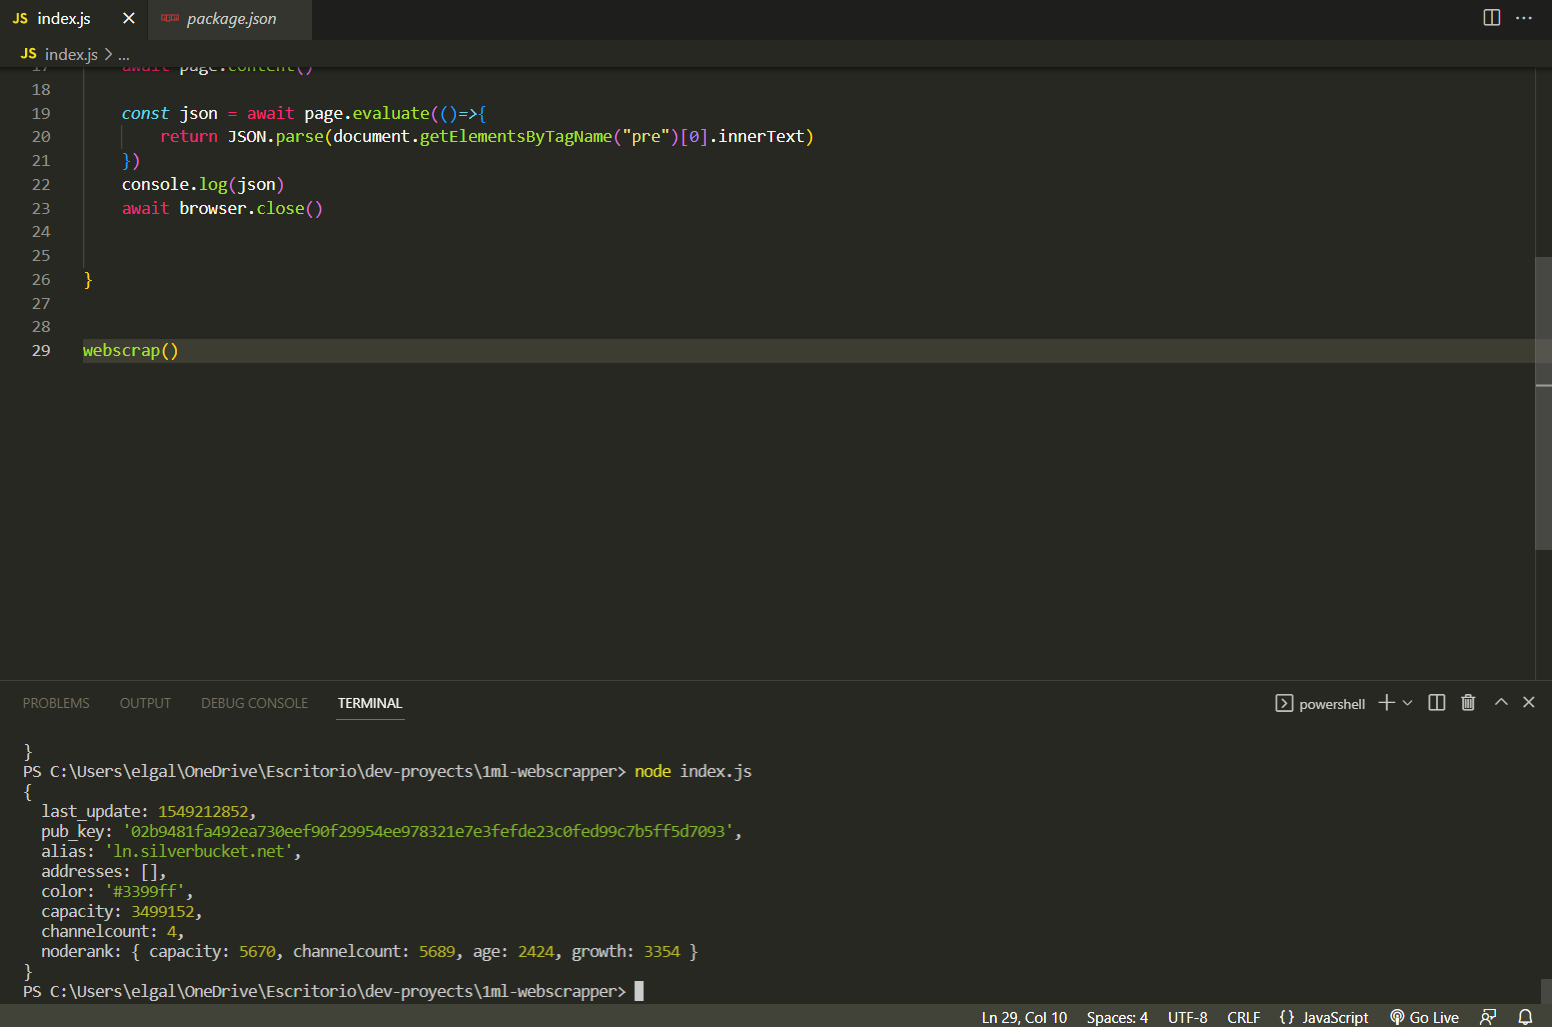 JS index.js × package.json
JS index.js > ...
17 await page.content()
18
19 const json = await page.evaluate(()=>{
20 return JSON.parse(document.getElementsByTagName("pre")[0].innerText)
21 })
22 console.log(json)
23 await browser.close()
24
25
26 }
27
28
29 webscrap()
PROBLEMS OUTPUT DEBUG CONSOLE TERMINAL powershell
}
PS C:\Users\elgal\OneDrive\Escritorio\dev-proyects\1ml-webscrapper> node index.js
{
last_update: 1549212852,
pub_key: '02b9481fa492ea730eef90f29954ee978321e7e3fefde23c0fed99c7b5ff5d7093',
alias: 'ln.silverbucket.net',
addresses: [],
color: '#3399ff',
capacity: 3499152,
channelcount: 4,
noderank: { capacity: 5670, channelcount: 5689, age: 2424, growth: 3354 }
}
PS C:\Users\elgal\OneDrive\Escritorio\dev-proyects\1ml-webscrapper>
Ln 29, Col 10 Spaces: 4 UTF-8 CRLF {} JavaScript Go Live